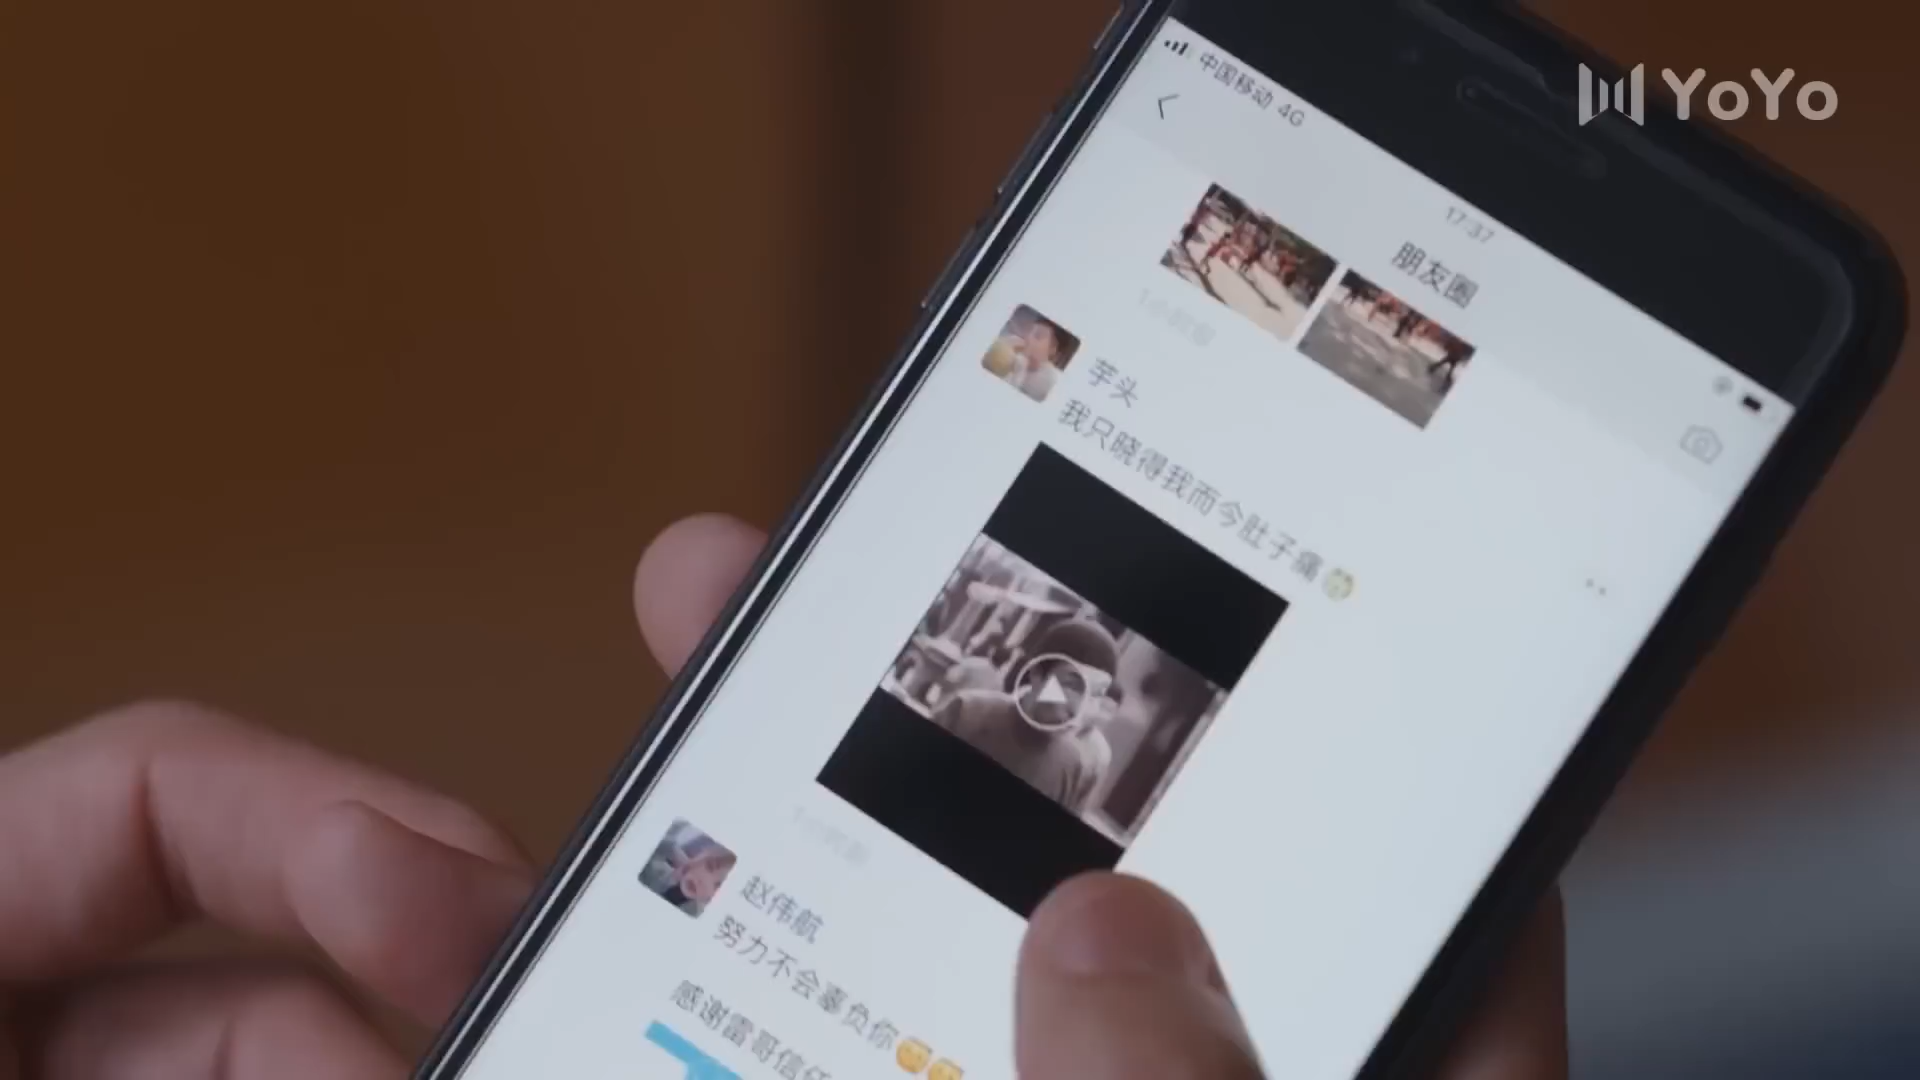 中国移动 4G
YoYo
17:37
朋友圈
芋头
我只晓得我而今肚子痛
赵伟航
努力不会辜负你
感谢雷哥信任